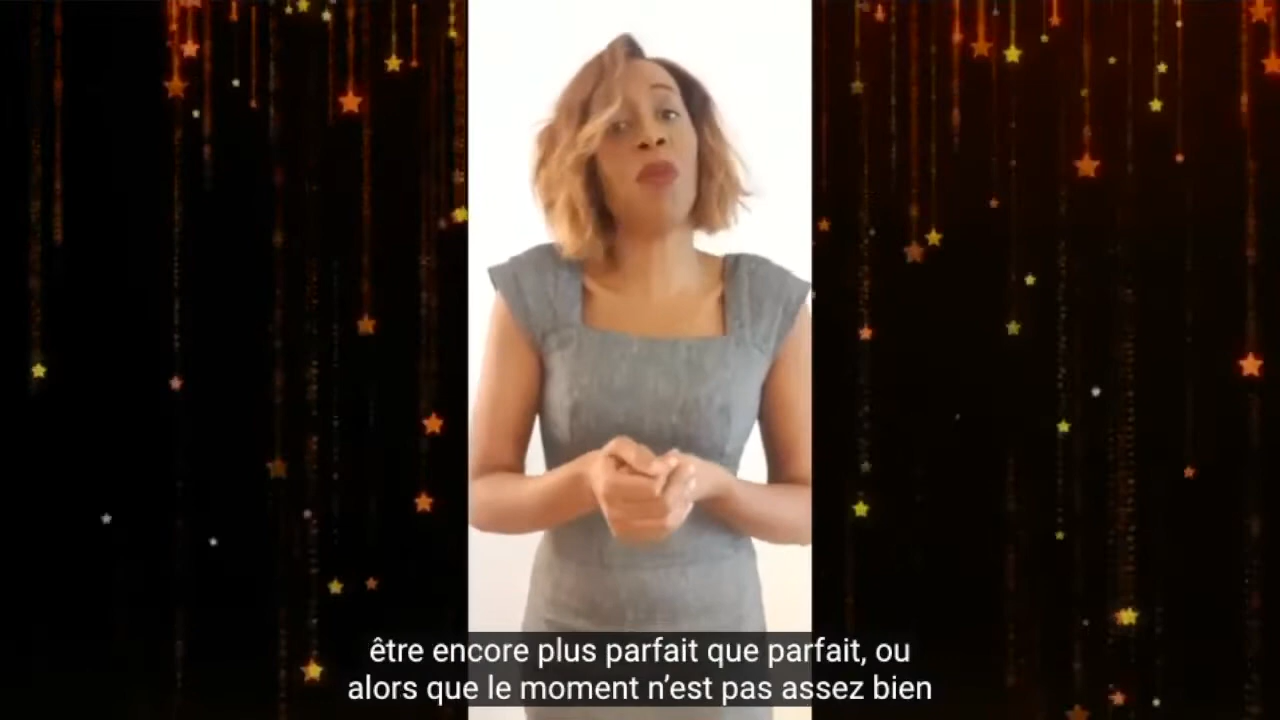 être encore plus parfait que parfait, ou
alors que le moment n’est pas assez bien